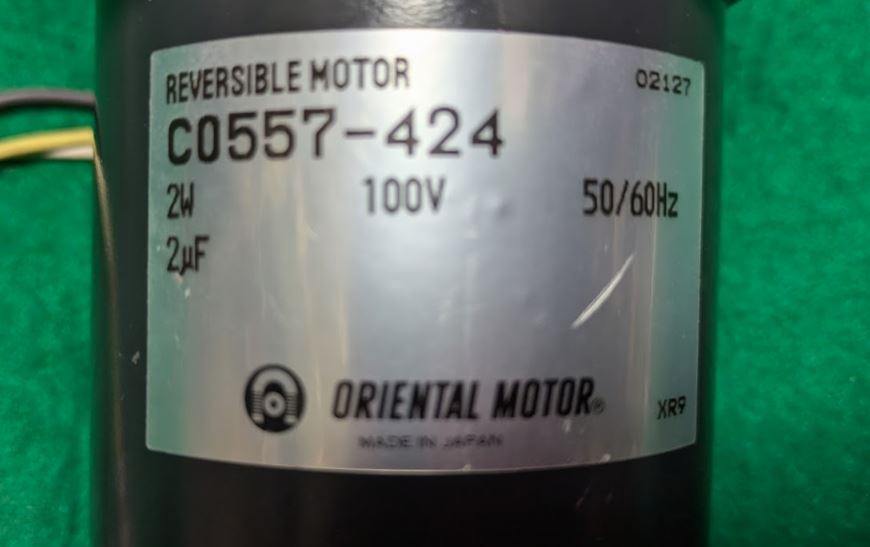 REVERSIBLE MOTOR 02127
C0557-424
2W 100V 50/60Hz
2μF
ORIENTAL MOTOR® XR9
MADE IN JAPAN